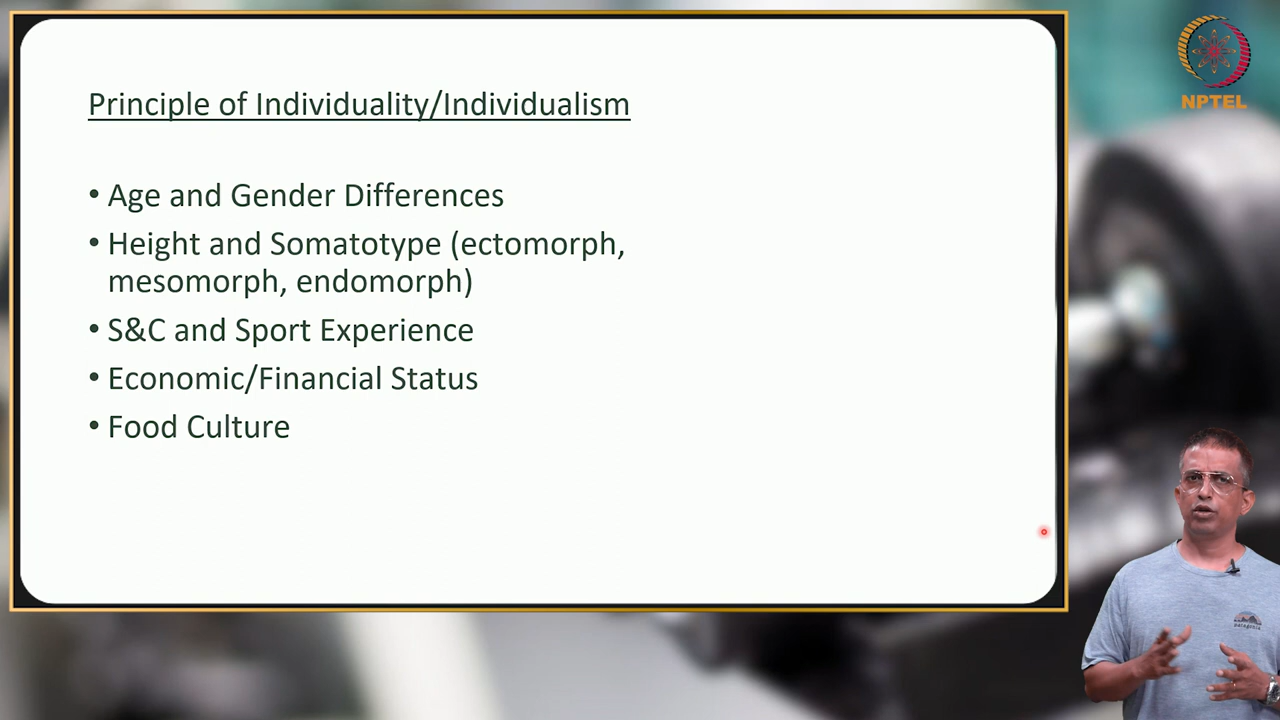 Principle of Individuality/Individualism
• Age and Gender Differences
• Height and Somatotype (ectomorph,
mesomorph, endomorph)
• S&C and Sport Experience
• Economic/Financial Status
• Food Culture
NPTEL
patagonia